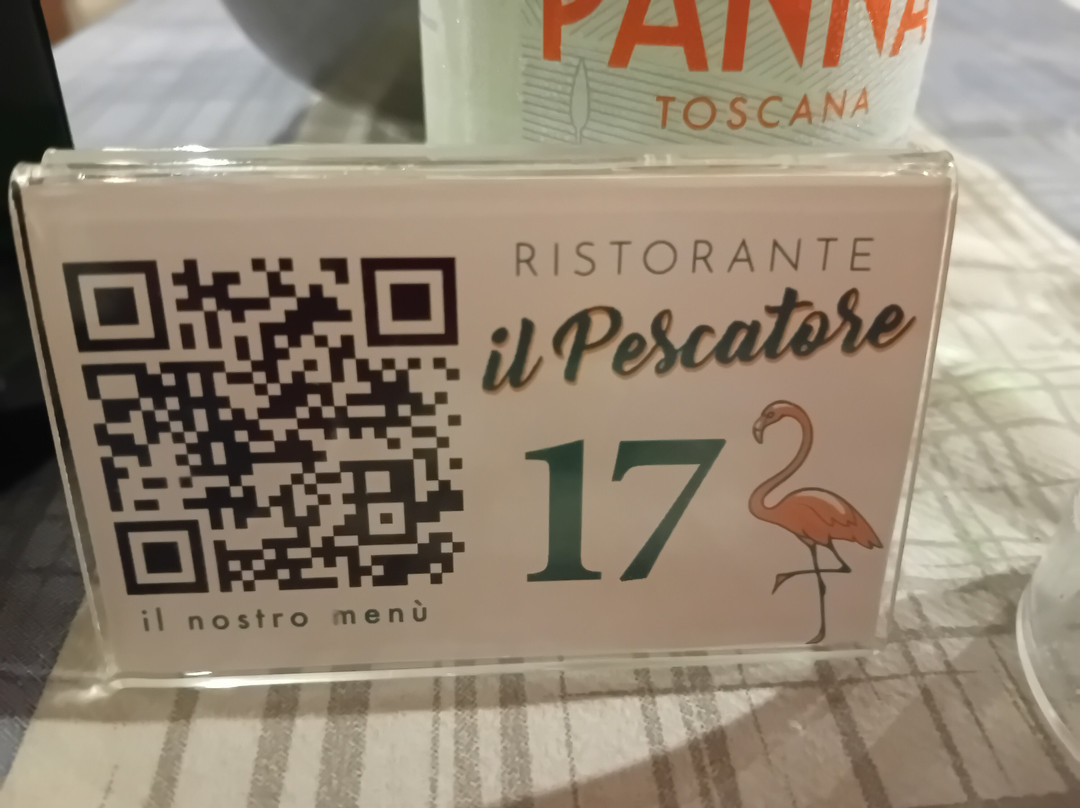 PANNA
TOSCANA
RISTORANTE
il Pescatore
17
il nostro menù